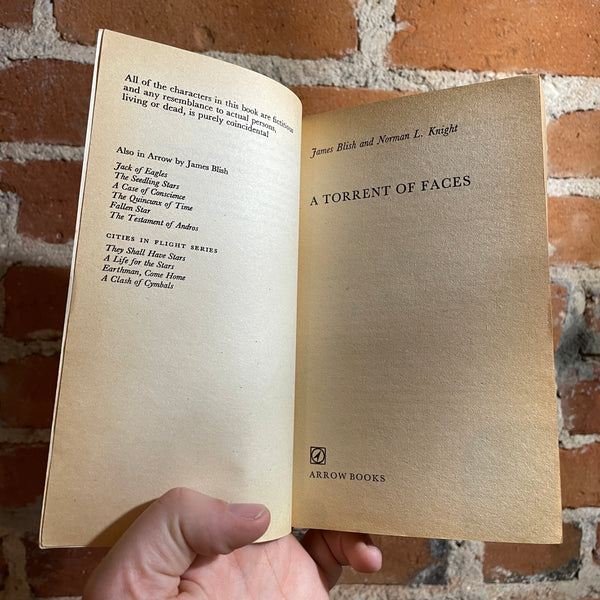 All of the characters in this book are fictitious
and any resemblance to actual persons,
living or dead, is purely coincidental
Also in Arrow by James Blish
Jack of Eagles
The Seedling Stars
A Case of Conscience
The Quincunx of Time
Fallen Star
The Testament of Andros
CITIES IN FLIGHT SERIES
They Shall Have Stars
A Life for the Stars
Earthman, Come Home
A Clash of Cymbals
James Blish and Norman L. Knight
A TORRENT OF FACES
ARROW BOOKS